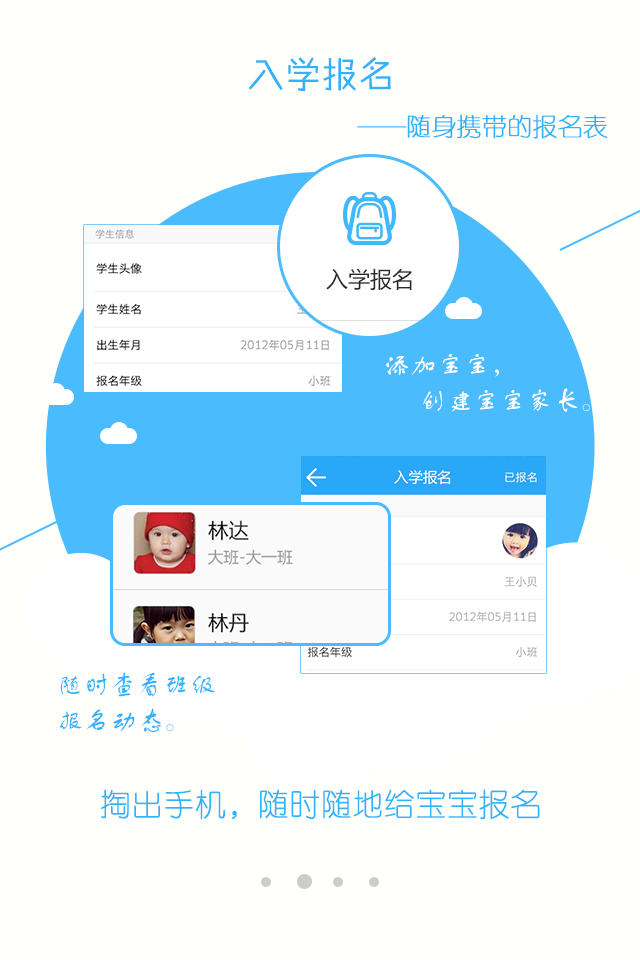 入学报名
——随身携带的报名表
学生信息
学生头像
入学报名
学生姓名
出生年月 2012年05月11日
报名年级 小班
添加宝宝，
创建宝宝家长。
入学报名 已报名
林达
大班-大一班
王小贝
2012年05月11日
林丹
报名年级 小班
随时查看班级
报名动态。
掏出手机，随时随地给宝宝报名